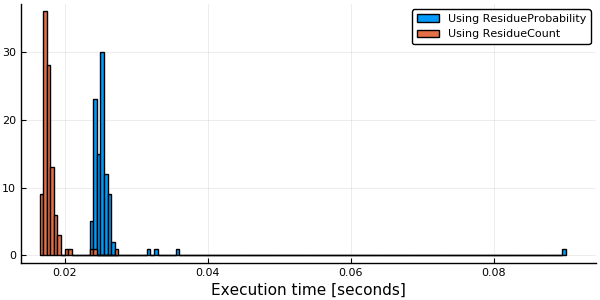 Using ResidueProbability
Using ResidueCount
30
20
10
0
0.02 0.04 0.06 0.08
Execution time [seconds]